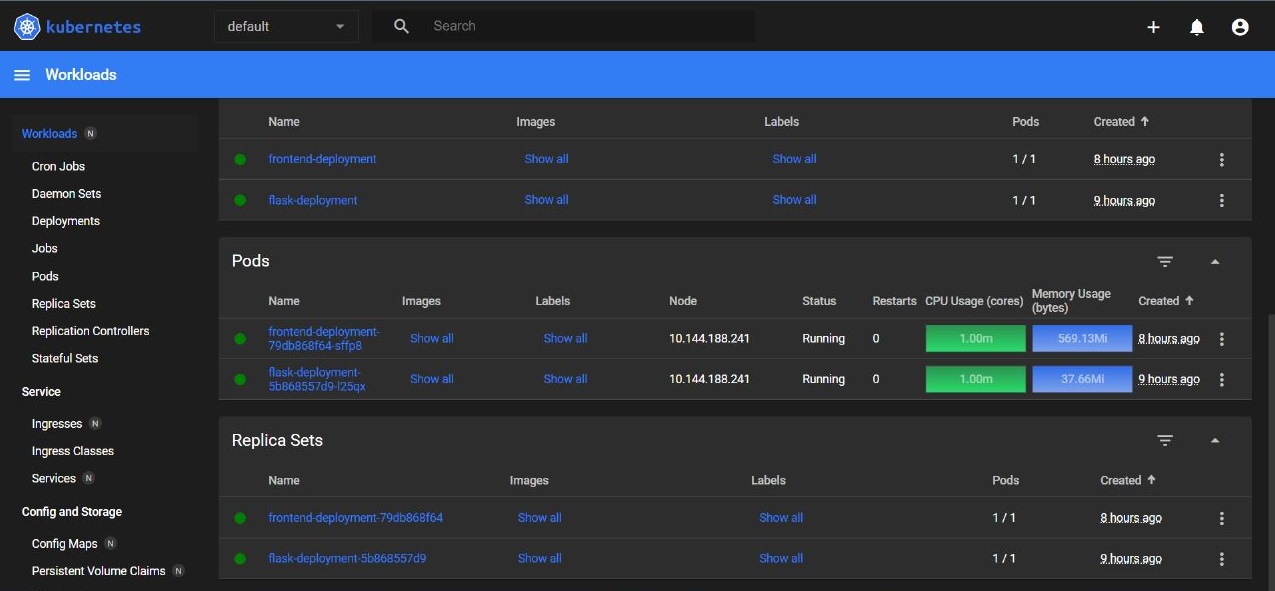 kubernetes
default
Search
Workloads
Workloads N
Cron Jobs
Daemon Sets
Deployments
Jobs
Pods
Replica Sets
Replication Controllers
Stateful Sets
Service
Ingresses N
Ingress Classes
Services N
Config and Storage
Config Maps N
Persistent Volume Claims N
Name Images Labels Pods Created
frontend-deployment Show all Show all 1 / 1 8 hours ago
flask-deployment Show all Show all 1 / 1 9 hours ago
Pods
Name Images Labels Node Status Restarts CPU Usage (cores) Memory Usage (bytes) Created
frontend-deployment-
79db868f64-sffp8 Show all Show all 10.144.188.241 Running 0 1.00m 569.13Mi 8 hours ago
flask-deployment-
5b868557d9-l25qx Show all Show all 10.144.188.241 Running 0 1.00m 37.66Mi 9 hours ago
Replica Sets
Name Images Labels Pods Created
frontend-deployment-79db868f64 Show all Show all 1 / 1 8 hours ago
flask-deployment-5b868557d9 Show all Show all 1 / 1 9 hours ago